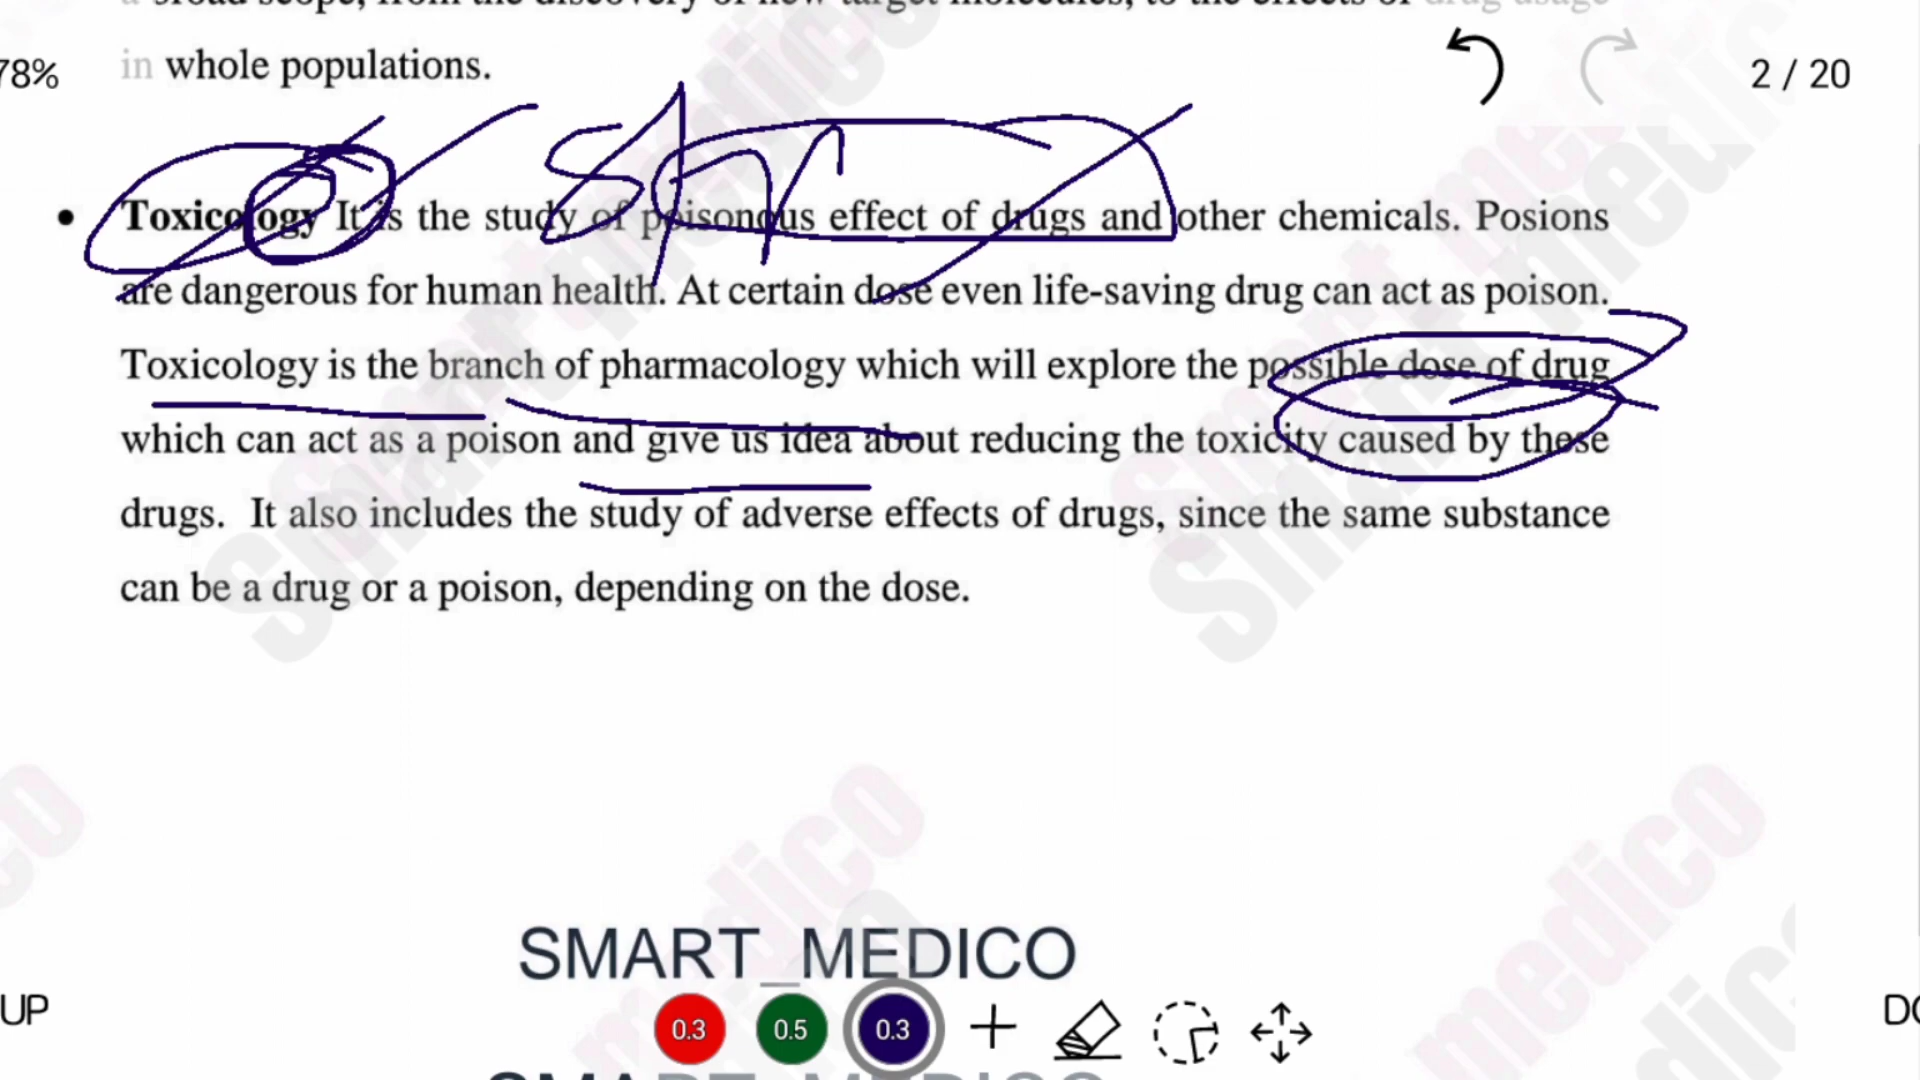 in whole populations.
78%
2 / 20
• Toxicology It is the study of poisonous effect of drugs and other chemicals. Posions
are dangerous for human health. At certain dose even life-saving drug can act as poison.
Toxicology is the branch of pharmacology which will explore the possible dose of drug
which can act as a poison and give us idea about reducing the toxicity caused by these
drugs. It also includes the study of adverse effects of drugs, since the same substance
can be a drug or a poison, depending on the dose.
SMART_MEDICO
UP
0.3
0.5
0.3